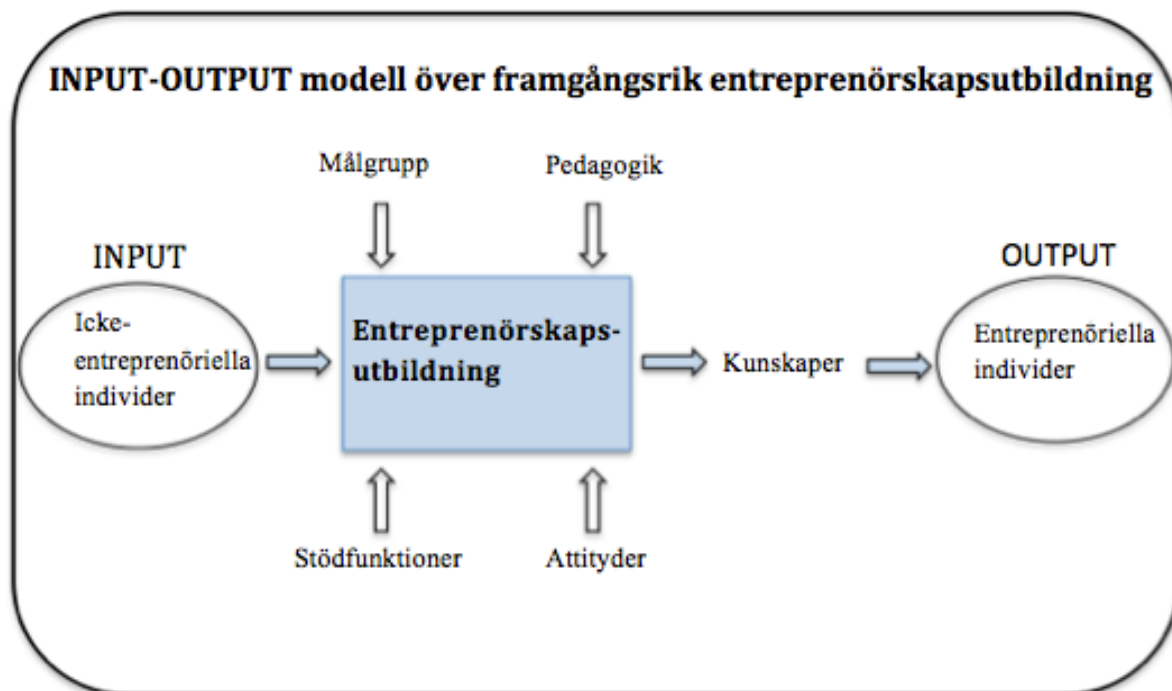 INPUT-OUTPUT modell över framgångsrik entreprenörskapsutbildning
Målgrupp
Pedagogik
INPUT
OUTPUT
Icke-
entreprenöriella
individer
Entreprenörskaps-
utbildning
Kunskaper
Entreprenöriella
individer
Stödfunktioner
Attityder